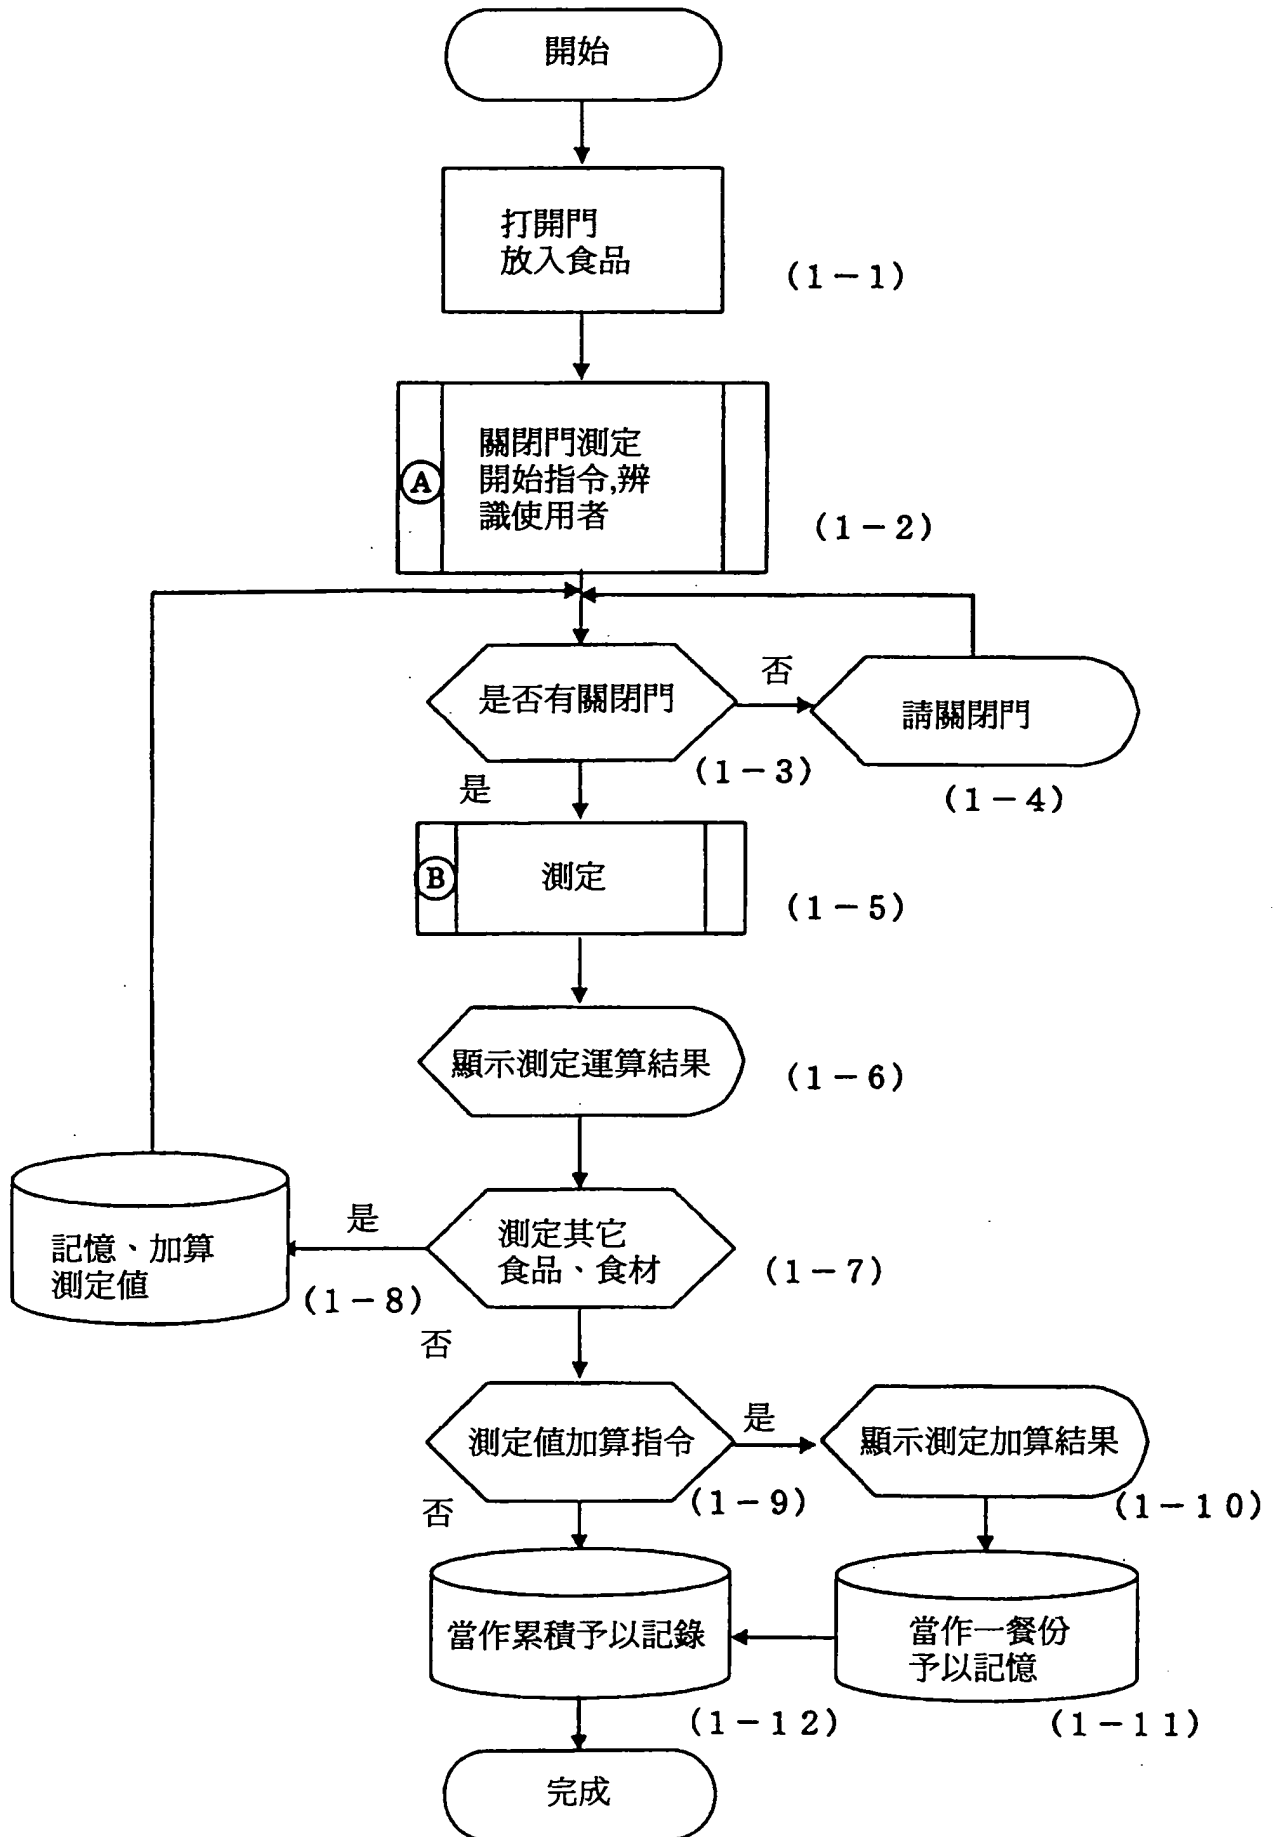 開始
打開門
放入食品
(1-1)
A
關閉門測定
開始指令,辨
識使用者
(1-2)
是否有關閉門
否
請關閉門
(1-3)
(1-4)
是
B
測定
(1-5)
顯示測定運算結果
(1-6)
測定其它
食品、食材
(1-7)
是
記憶、加算
測定值
(1-8)
否
測定值加算指令
是
顯示測定加算結果
(1-9)
(1-10)
否
當作累積予以記錄
當作一餐份
予以記憶
(1-12)
(1-11)
完成